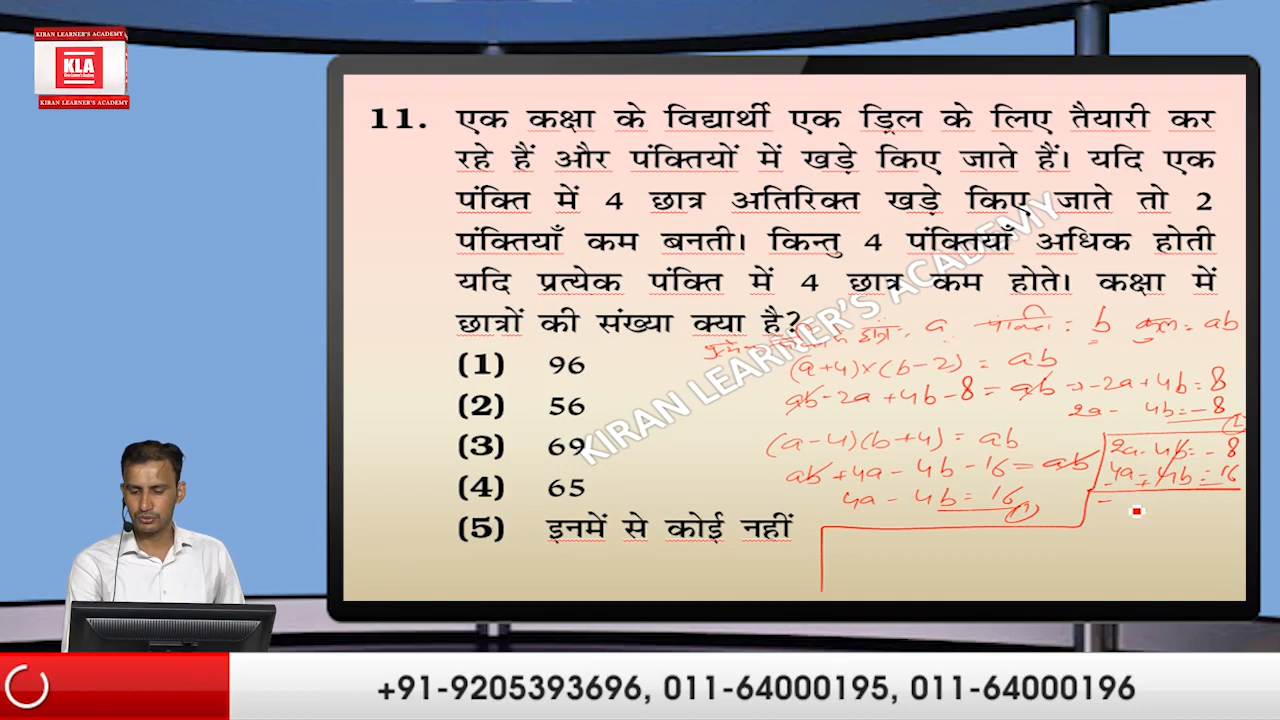 KIRAN LEARNER'S ACADEMY
KLA
KIRAN LEARNER'S ACADEMY
11. एक कक्षा के विद्यार्थी एक ड्रिल के लिए तैयारी कर
रहे हैं और पंक्तियों में खड़े किए जाते हैं। यदि एक
पंक्ति में 4 छात्र अतिरिक्त खड़े किए जाते तो 2
पंक्तियाँ कम बनती। किन्तु 4 पंक्तियाँ अधिक होती
यदि प्रत्येक पंक्ति में 4 छात्र कम होते। कक्षा में
छात्रों की संख्या क्या है?
(1) 96
(2) 56
(3) 69
(4) 65
(5) इनमें से कोई नहीं
KIRAN LEARNER'S ACADEMY
छात्र : a पंक्ति : b कुल = ab
(a+4)×(b-2) = ab
ab-2a+4b-8 = ab ⇒ -2a+4b=8
2a - 4b=-8
(a-4)(b+4) = ab
ab+4a-4b-16=ab
4a-4b=16
2a-4b=-8
4a-4b=16
-
+91-9205393696, 011-64000195, 011-64000196